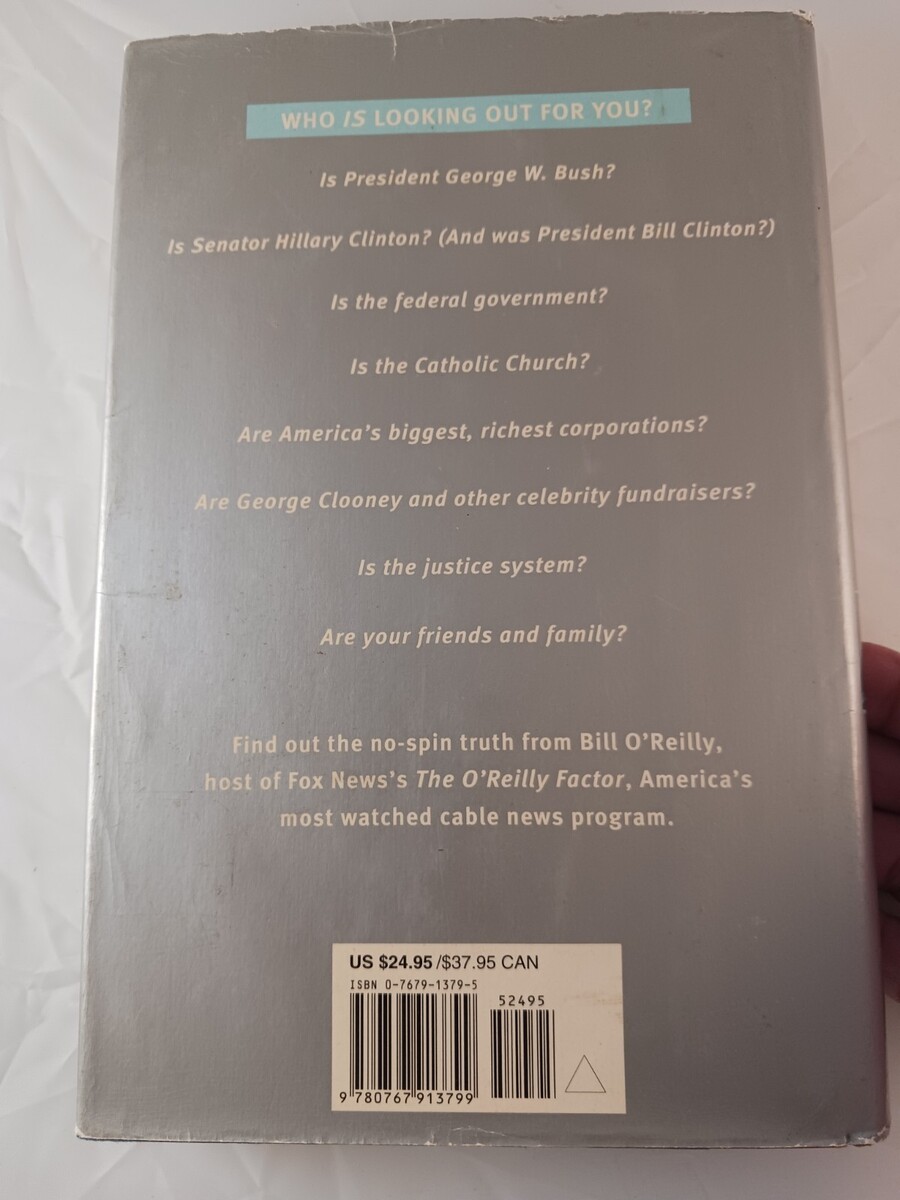 WHO IS LOOKING OUT FOR YOU?
Is President George W. Bush?
Is Senator Hillary Clinton? (And was President Bill Clinton?)
Is the federal government?
Is the Catholic Church?
Are America's biggest, richest corporations?
Are George Clooney and other celebrity fundraisers?
Is the justice system?
Are your friends and family?
Find out the no-spin truth from Bill O'Reilly,
host of Fox News's The O'Reilly Factor, America's
most watched cable news program.
US $24.95/$37.95 CAN
ISBN 0-7679-1379-5
52495
9 780767 913799